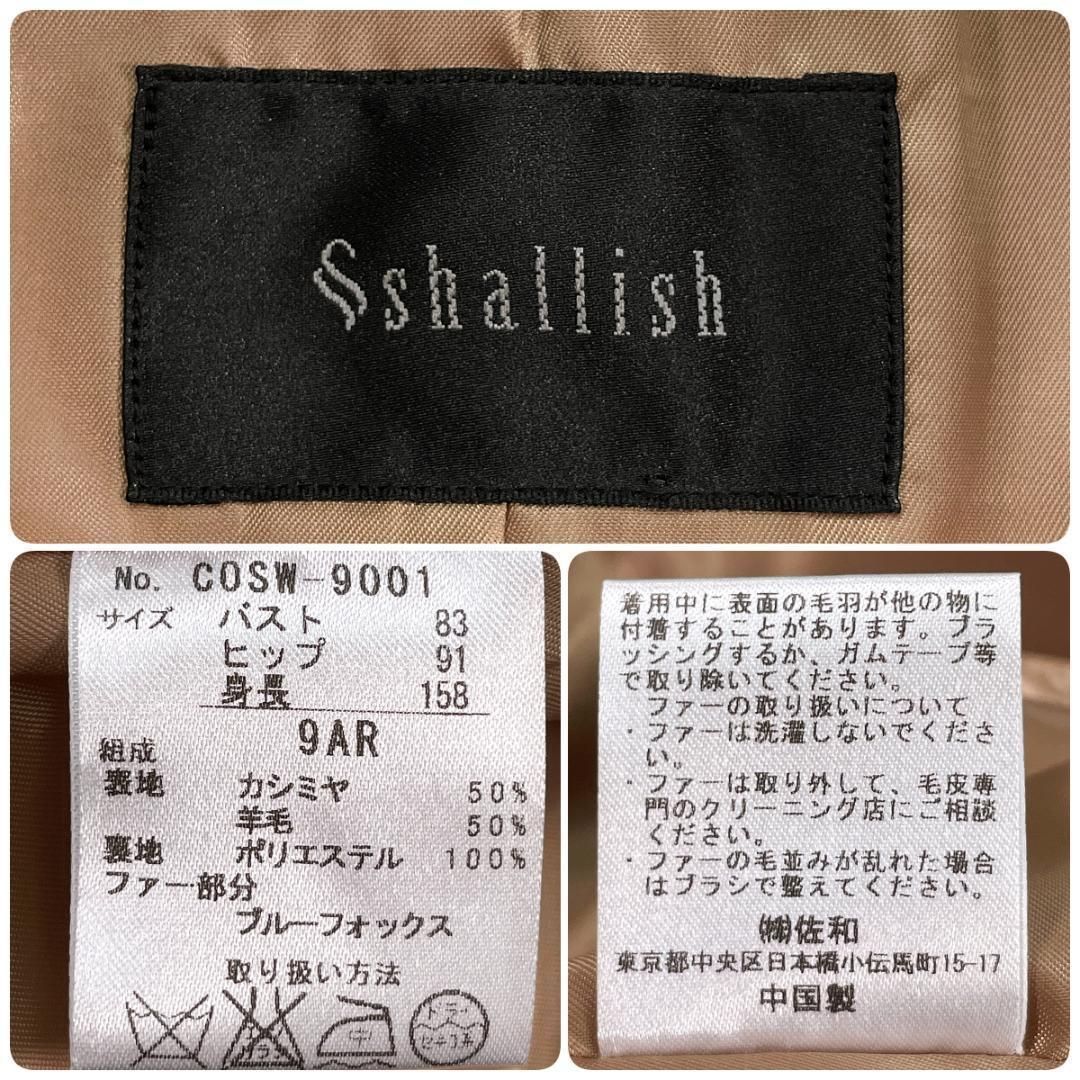 Sshallish
No. COSW-9001
サイズ バスト 83
ヒップ 91
身長 158
9AR
組成
表地 カシミヤ 50%
羊毛 50%
裏地 ポリエステル 100%
ファー部分
ブルーフォックス
取り扱い方法
中
ドライ
セキユ系
着用中に表面の毛羽が他の物に
付着することがあります。ブラ
ッシングするか、ガムテープ等
で取り除いてください。
ファーの取り扱いについて
・ファーは洗濯しないでくださ
い。
・ファーは取り外して、毛皮専
門のクリーニング店にご相談
ください。
・ファーの毛並みが乱れた場合
はブラシで整えてください。
㈱佐和
東京都中央区日本橋小伝馬町15-17
中国製